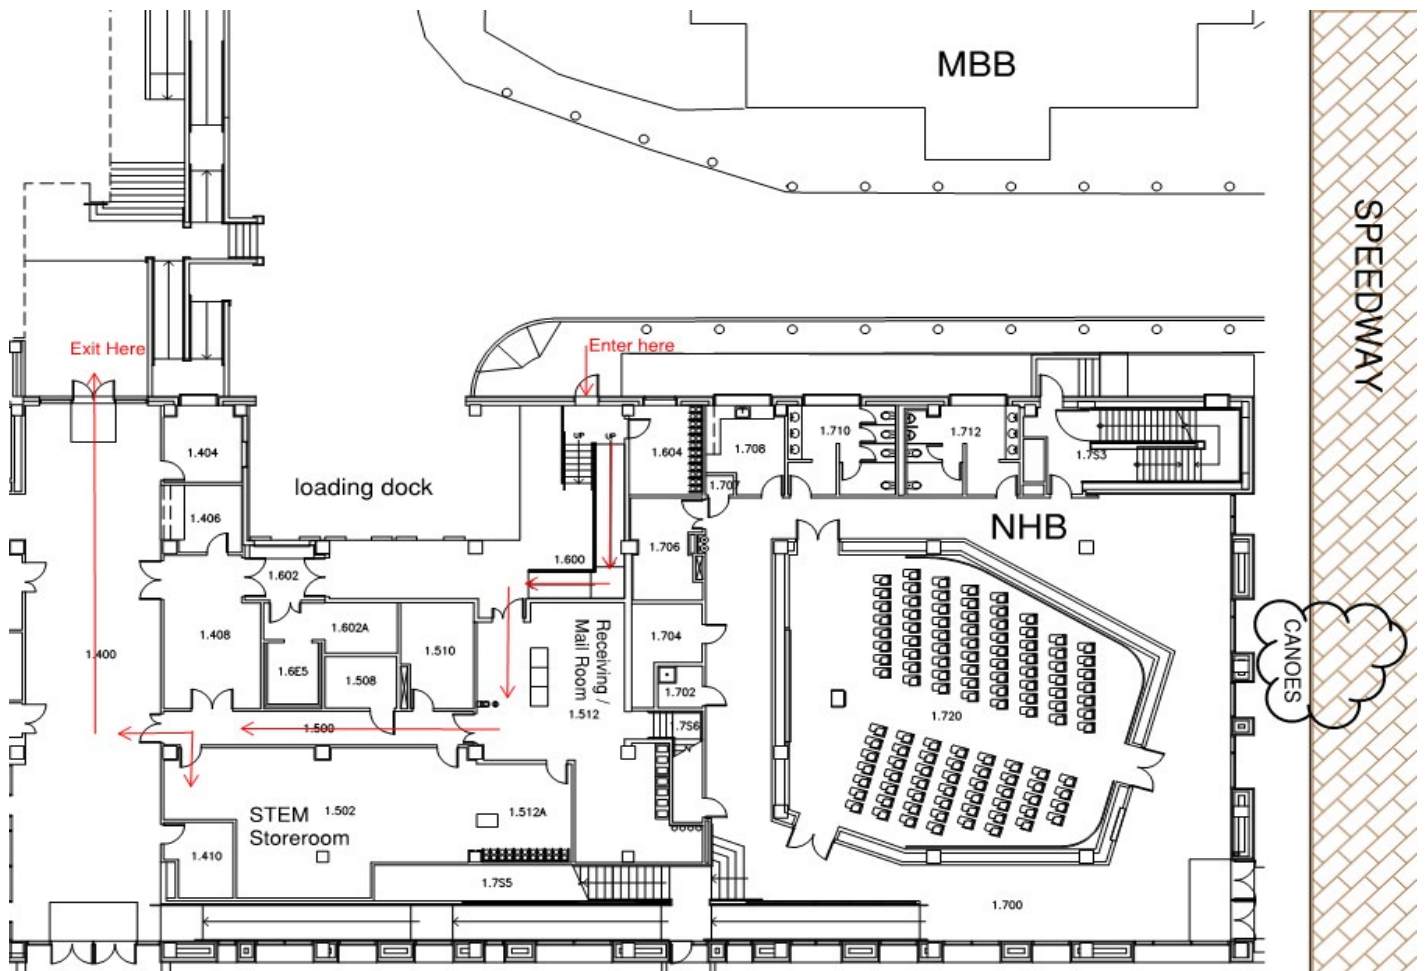 MBB
SPEEDWAY
Exit Here
Enter here
1.404
UP
UP
1.604
1.708
1.710
1.712
1.7S3
loading dock
1.707
1.406
NHB
1.706
1.600
1.602
1.602A
1.408
1.510
Receiving /
Mail Room /
1.512
1.704
CANOES
1.400
1.6E5
1.508
1.702
1.720
1.500
1.7S6
STEM
Storeroom
1.502
1.512A
1.410
1.7S5
1.700